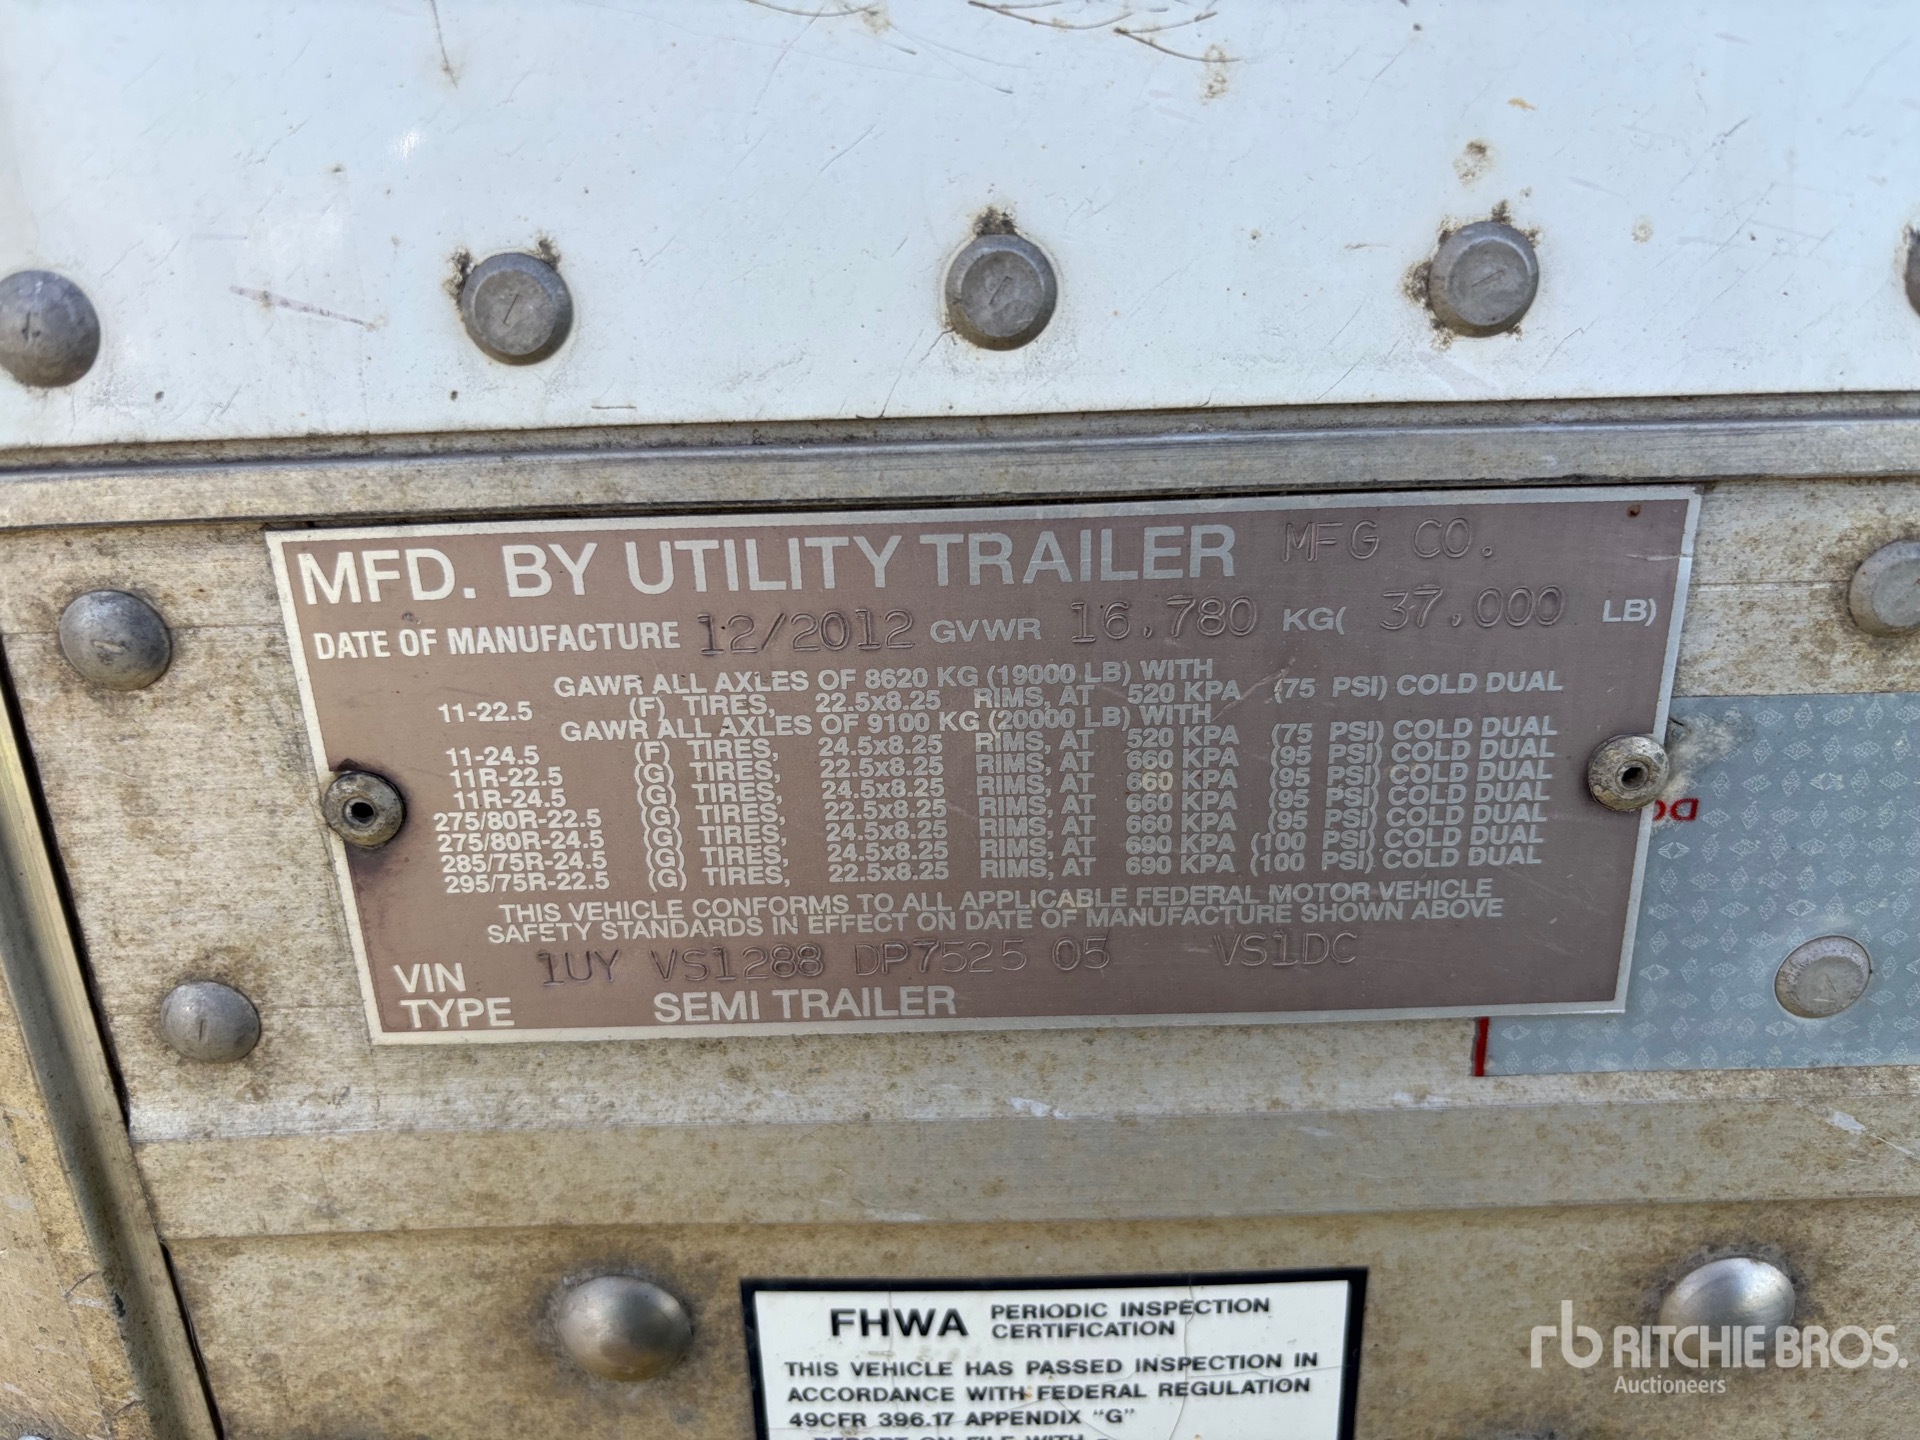 MFD. BY UTILITY TRAILER MFG CO.
DATE OF MANUFACTURE 12/2012 GVWR 16.780 KG( 37.000 LB)
GAWR ALL AXLES OF 8620 KG (19000 LB) WITH
11-22.5 (F) TIRES, 22.5x8.25 RIMS, AT 520 KPA (75 PSI) COLD DUAL
GAWR ALL AXLES OF 9100 KG (20000 LB) WITH
11-24.5 (F) TIRES, 24.5x8.25 RIMS, AT 520 KPA (75 PSI) COLD DUAL
11R-22.5 (G) TIRES, 22.5x8.25 RIMS, AT 660 KPA (95 PSI) COLD DUAL
11R-24.5 (G) TIRES, 24.5x8.25 RIMS, AT 660 KPA (95 PSI) COLD DUAL
275/80R-22.5 (G) TIRES, 22.5x8.25 RIMS, AT 660 KPA (95 PSI) COLD DUAL
275/80R-24.5 (G) TIRES, 24.5x8.25 RIMS, AT 660 KPA (95 PSI) COLD DUAL
285/75R-24.5 (G) TIRES, 24.5x8.25 RIMS, AT 690 KPA (100 PSI) COLD DUAL
295/75R-22.5 (G) TIRES, 22.5x8.25 RIMS, AT 690 KPA (100 PSI) COLD DUAL
THIS VEHICLE CONFORMS TO ALL APPLICABLE FEDERAL MOTOR VEHICLE
SAFETY STANDARDS IN EFFECT ON DATE OF MANUFACTURE SHOWN ABOVE
VIN 1UY VS1288 DP7525 05 VS1DC
TYPE SEMI TRAILER
FHWA PERIODIC INSPECTION
CERTIFICATION
THIS VEHICLE HAS PASSED INSPECTION IN
ACCORDANCE WITH FEDERAL REGULATION
49CFR 396.17 APPENDIX "G"
REPORT ON FILE WITH
rb RITCHIE BROS.
Auctioneers